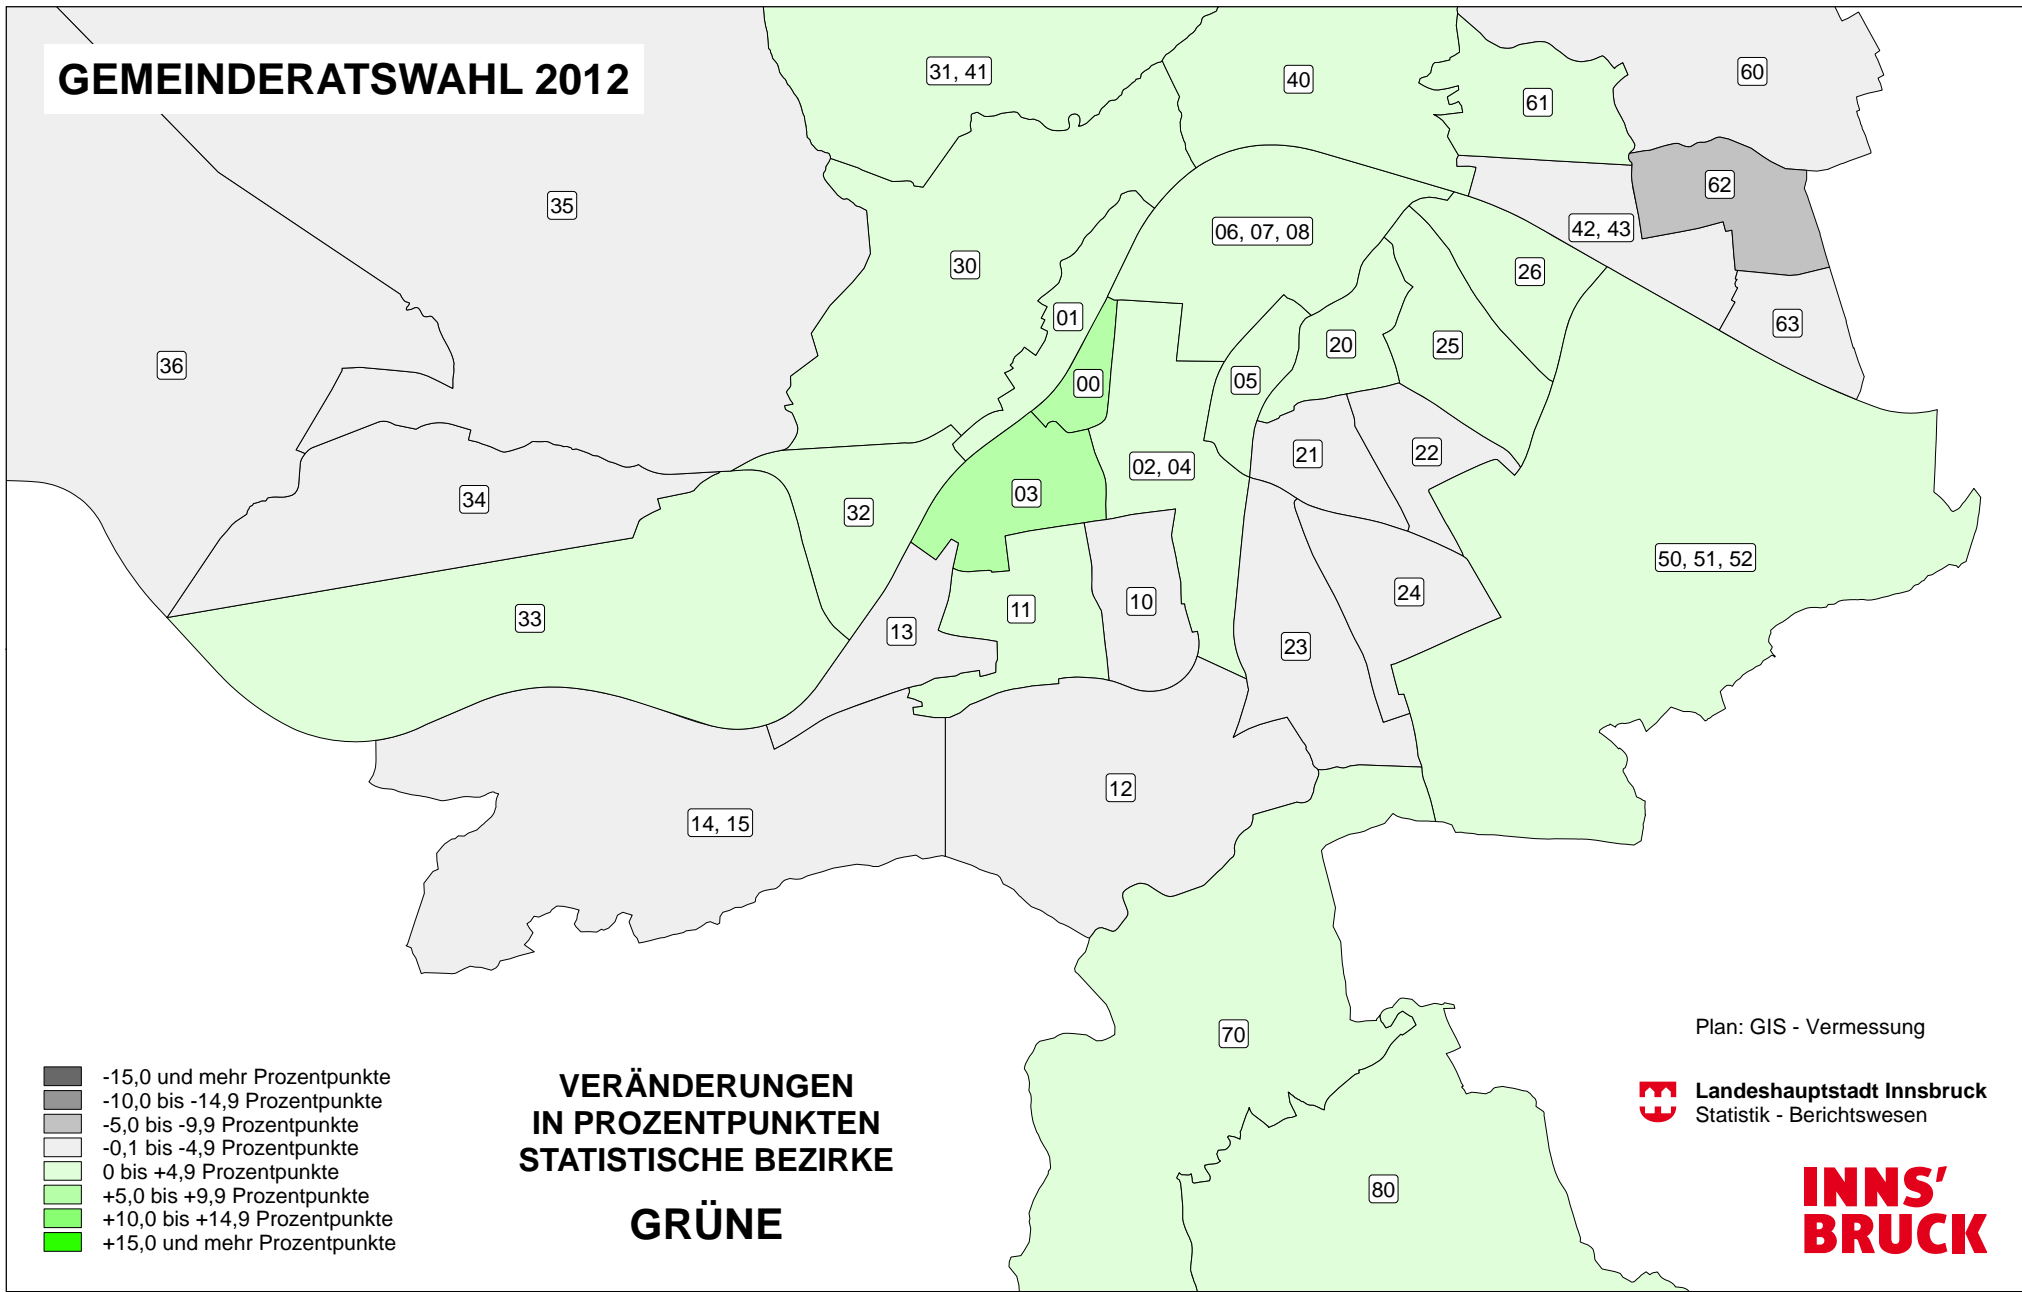 GEMEINDERATSWAHL 2012
31, 41
40
60
61
62
35
42, 43
06, 07, 08
30
26
01
63
20
25
36
05
00
21
22
02, 04
34
03
32
50, 51, 52
24
10
11
33
13
23
12
14, 15
70
80
-15,0 und mehr Prozentpunkte
-10,0 bis -14,9 Prozentpunkte
-5,0 bis -9,9 Prozentpunkte
-0,1 bis -4,9 Prozentpunkte
0 bis +4,9 Prozentpunkte
+5,0 bis +9,9 Prozentpunkte
+10,0 bis +14,9 Prozentpunkte
+15,0 und mehr Prozentpunkte
VERÄNDERUNGEN
IN PROZENTPUNKTEN
STATISTISCHE BEZIRKE
GRÜNE
Plan: GIS - Vermessung
Landeshauptstadt Innsbruck
Statistik - Berichtswesen
INNS'
BRUCK